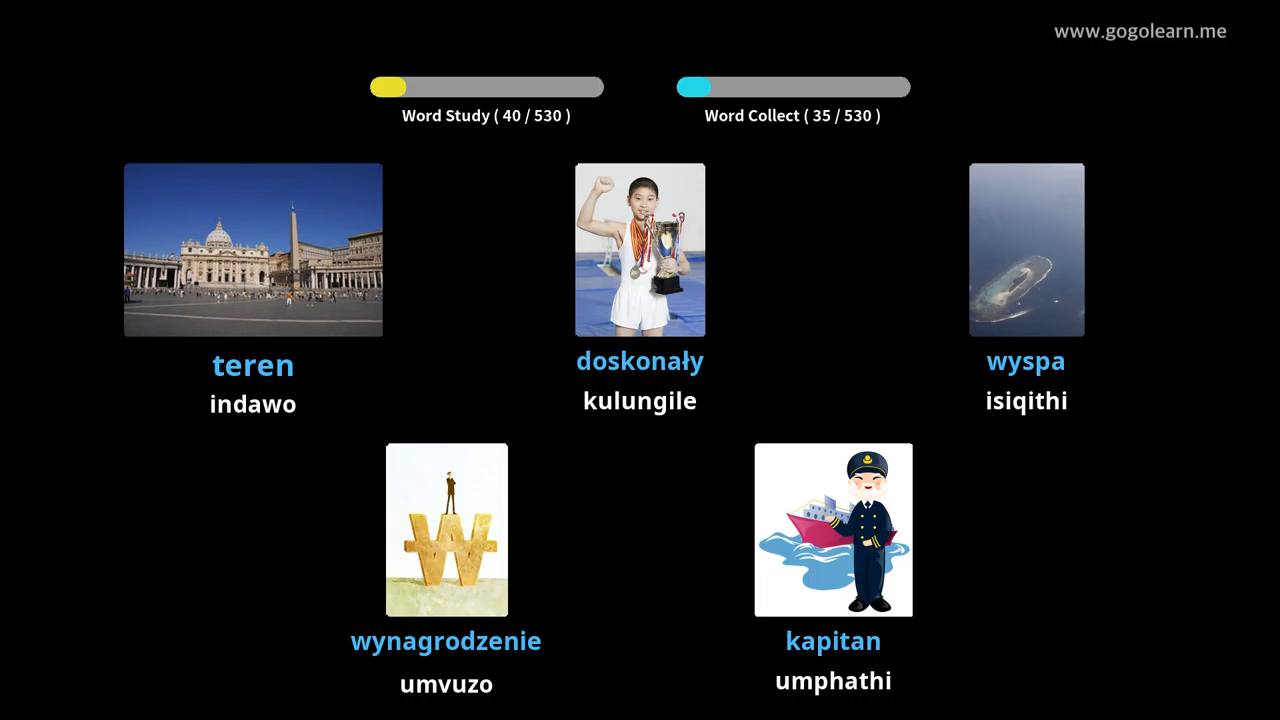 www.gogolearn.me
Word Study ( 40 / 530 )
Word Collect ( 35 / 530 )
teren
indawo
doskonały
kulungile
wyspa
isiqithi
wynagrodzenie
umvuzo
kapitan
umphathi